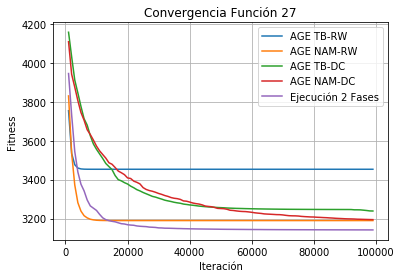 Convergencia Función 27
4200
4000
3800
3600
3400
3200
Fitness
AGE TB-RW
AGE NAM-RW
AGE TB-DC
AGE NAM-DC
Ejecución 2 Fases
0 20000 40000 60000 80000 100000
Iteración